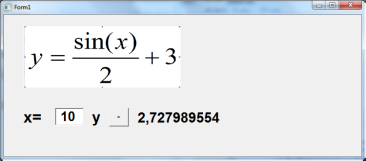 Form1
y = sin(x)/2 + 3
x= 10 y - 2,727989554